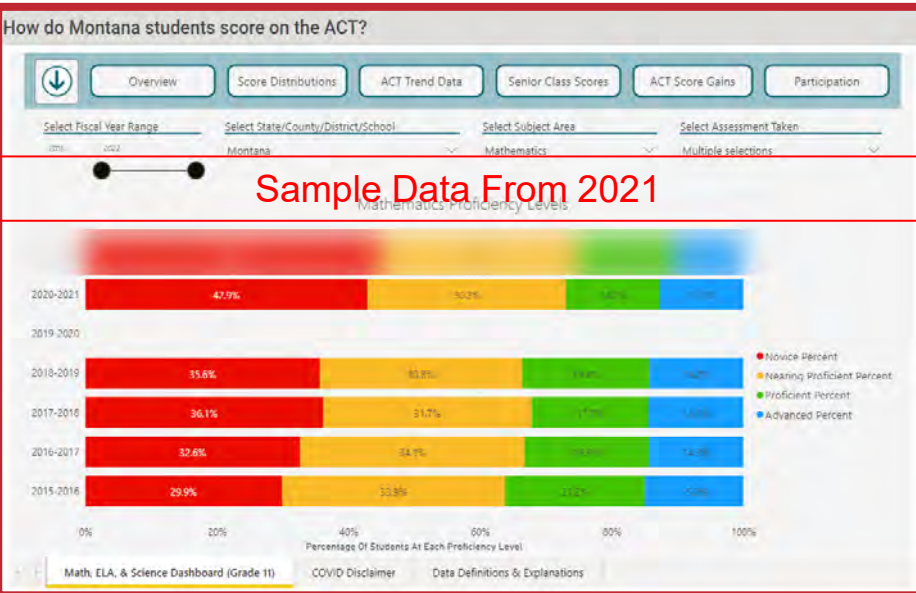 How do Montana students score on the ACT?
Overview Score Distributions ACT Trend Data Senior Class Scores ACT Score Gains Participation
Select Fiscal Year Range Select State/County/District/School Select Subject Area Select Assessment Taken
2022 Montana Mathematics Multiple selections
Sample Data From 2021
Mathematics Proficiency Levels
2020-2021 42.9%
2019-2020
2018-2019 35.6% 30.8%
2017-2018 36.1% 31.7%
2016-2017 32.6%
2015-2016 29.9%
Novice Percent
Nearing Proficient Percent
Proficient Percent
Advanced Percent
0% 20% 40% 60% 80% 100%
Percentage Of Students At Each Proficiency Level
Math, ELA, & Science Dashboard (Grade 11) COVID Disclaimer Data Definitions & Explanations